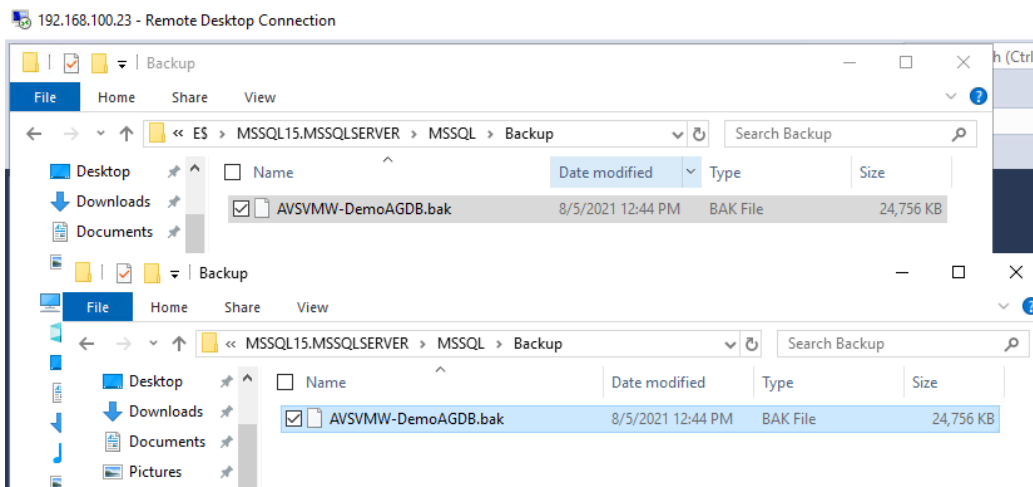 192.168.100.23 - Remote Desktop Connection
Backup
h (Ctrl
File Home Share View
« E$ > MSSQL15.MSSQLSERVER > MSSQL > Backup
Search Backup
Desktop
Downloads
Documents
Name Date modified Type Size
AVSVMW-DemoAGDB.bak 8/5/2021 12:44 PM BAK File 24,756 KB
Backup
File Home Share View
« MSSQL15.MSSQLSERVER > MSSQL > Backup
Search Backup
Desktop
Downloads
Documents
Pictures
Name Date modified Type Size
AVSVMW-DemoAGDB.bak 8/5/2021 12:44 PM BAK File 24,756 KB